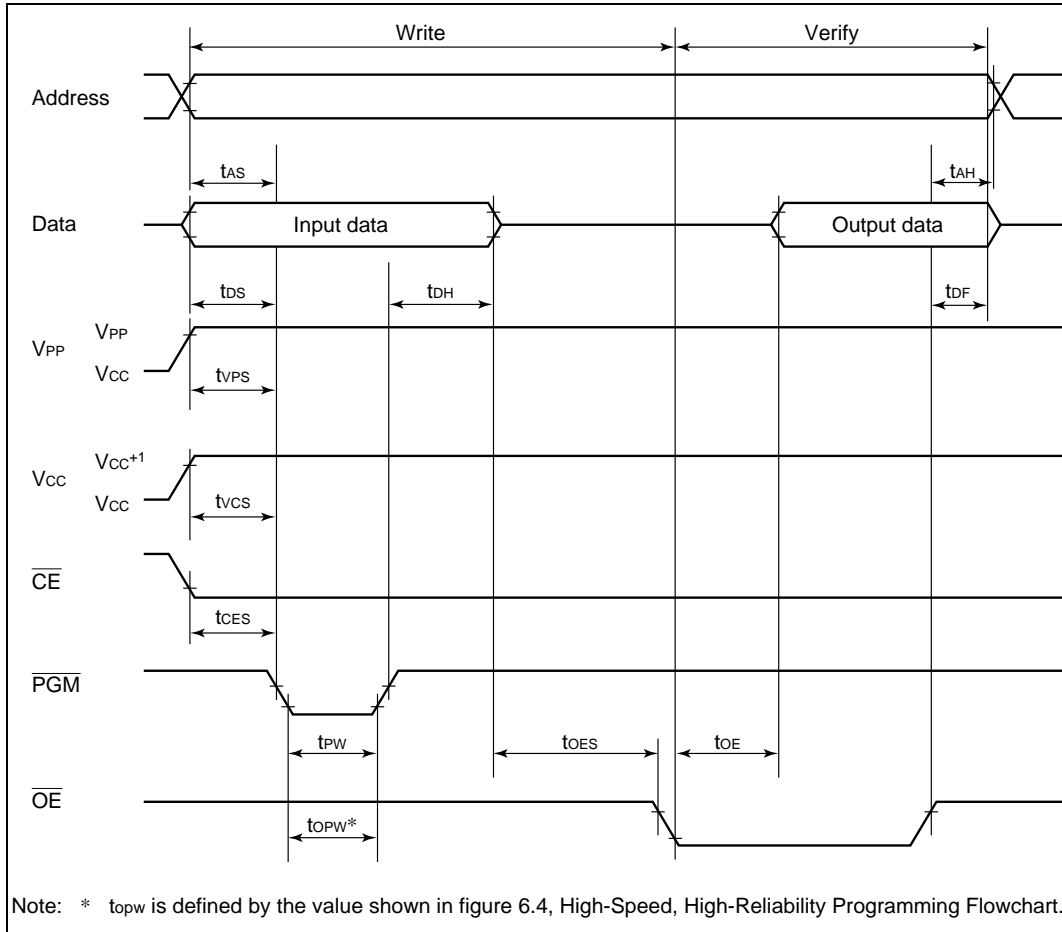 Write Verify
Address
tAS tAH
Data Input data Output data
tDS tDH tDF
VPP VPP
VCC
tVPS
VCC VCC+1
VCC
tVCS
CE
tCES
PGM
tPW tOES tOE
OE
tOPW*
Note: * topw is defined by the value shown in figure 6.4, High-Speed, High-Reliability Programming Flowchart.